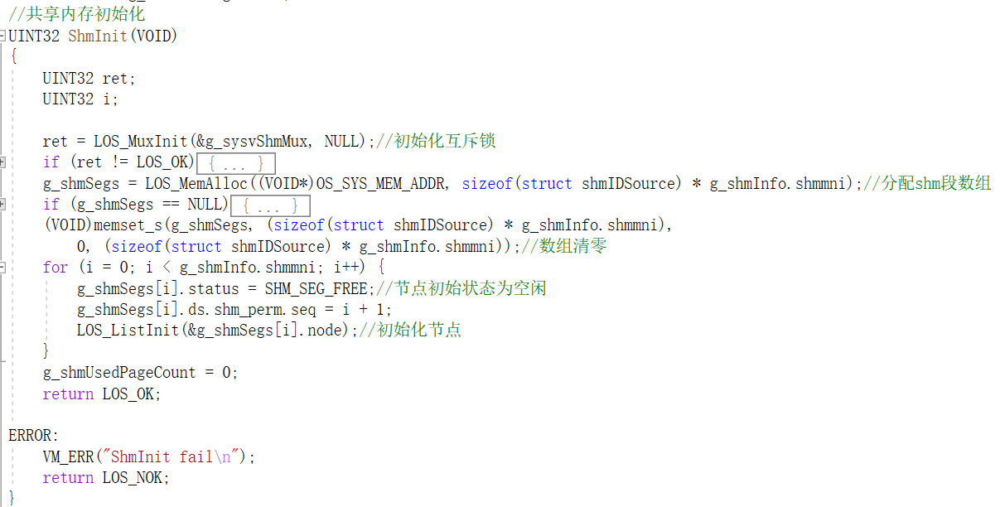 //共享内存初始化
UINT32 ShmInit(VOID)
{
    UINT32 ret;
    UINT32 i;

    ret = LOS_MuxInit(&g_sysvShmMux, NULL);//初始化互斥锁
    if (ret != LOS_OK){ ... }
    g_shmSegs = LOS_MemAlloc((VOID*)OS_SYS_MEM_ADDR, sizeof(struct shmIDSource) * g_shmInfo.shmmni);//分配shm段数组
    if (g_shmSegs == NULL){ ... }
    (VOID)memset_s(g_shmSegs, (sizeof(struct shmIDSource) * g_shmInfo.shmmni),
        0, (sizeof(struct shmIDSource) * g_shmInfo.shmmni));//数组清零
    for (i = 0; i < g_shmInfo.shmmni; i++) {
        g_shmSegs[i].status = SHM_SEG_FREE;//节点初始状态为空闲
        g_shmSegs[i].ds.shm_perm.seq = i + 1;
        LOS_ListInit(&g_shmSegs[i].node);//初始化节点
    }
    g_shmUsedPageCount = 0;
    return LOS_OK;

ERROR:
    VM_ERR("ShmInit fail\n");
    return LOS_NOK;
}